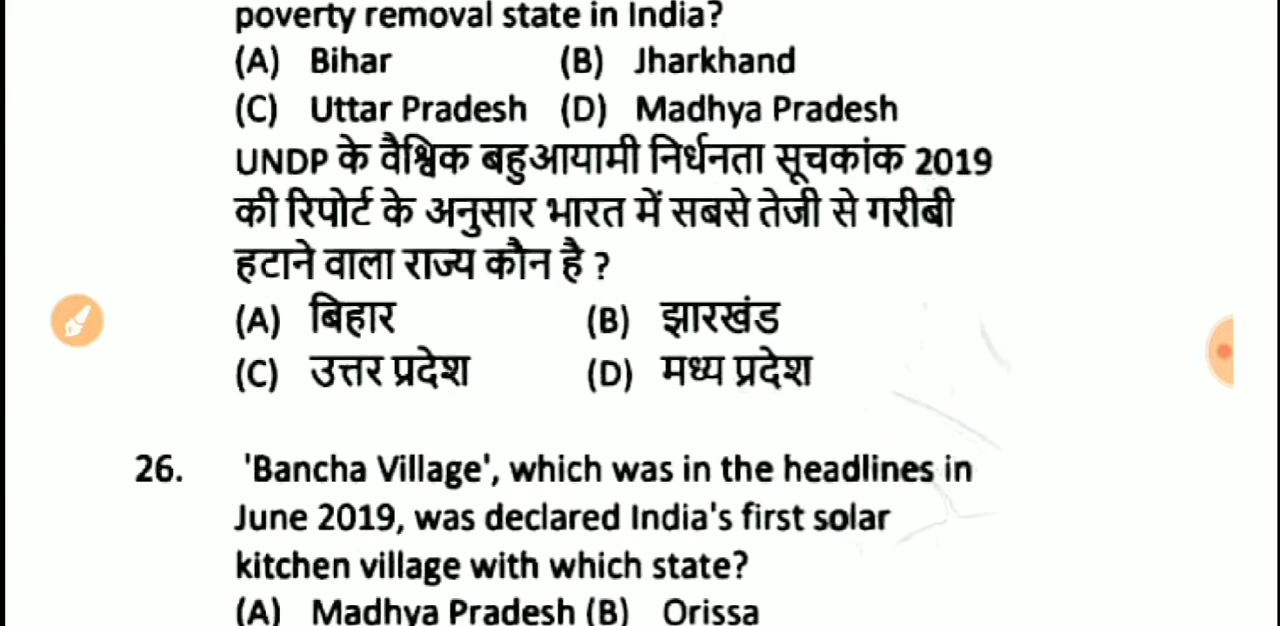 poverty removal state in India?
(A) Bihar (B) Jharkhand
(C) Uttar Pradesh (D) Madhya Pradesh
UNDP के वैश्विक बहुआयामी निर्धनता सूचकांक 2019
की रिपोर्ट के अनुसार भारत में सबसे तेजी से गरीबी
हटाने वाला राज्य कौन है ?
(A) बिहार (B) झारखंड
(C) उत्तर प्रदेश (D) मध्य प्रदेश
26. 'Bancha Village', which was in the headlines in
June 2019, was declared India's first solar
kitchen village with which state?
(A) Madhya Pradesh (B) Orissa